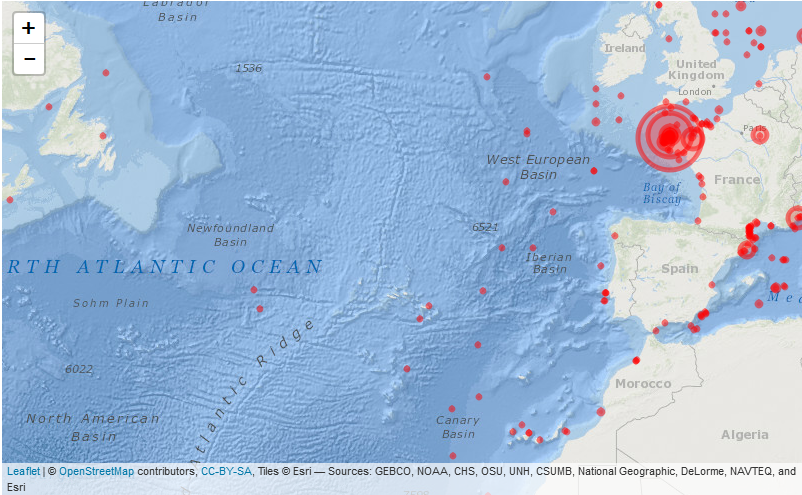 Labrador
Basin
+
−
1536
Ireland
United
Kingdom
London
Paris
West European
Basin
France
Bay of
Biscay
Newfoundland
Basin
6521
RTH ATLANTIC OCEAN
Iberian
Basin
Spain
Sohm Plain
Me
Atlantic Ridge
6022
Morocco
North American
Basin
Canary
Basin
Algeria
Leaflet | © OpenStreetMap contributors, CC-BY-SA, Tiles © Esri — Sources: GEBCO, NOAA, CHS, OSU, UNH, CSUMB, National Geographic, DeLorme, NAVTEQ, and
Esri